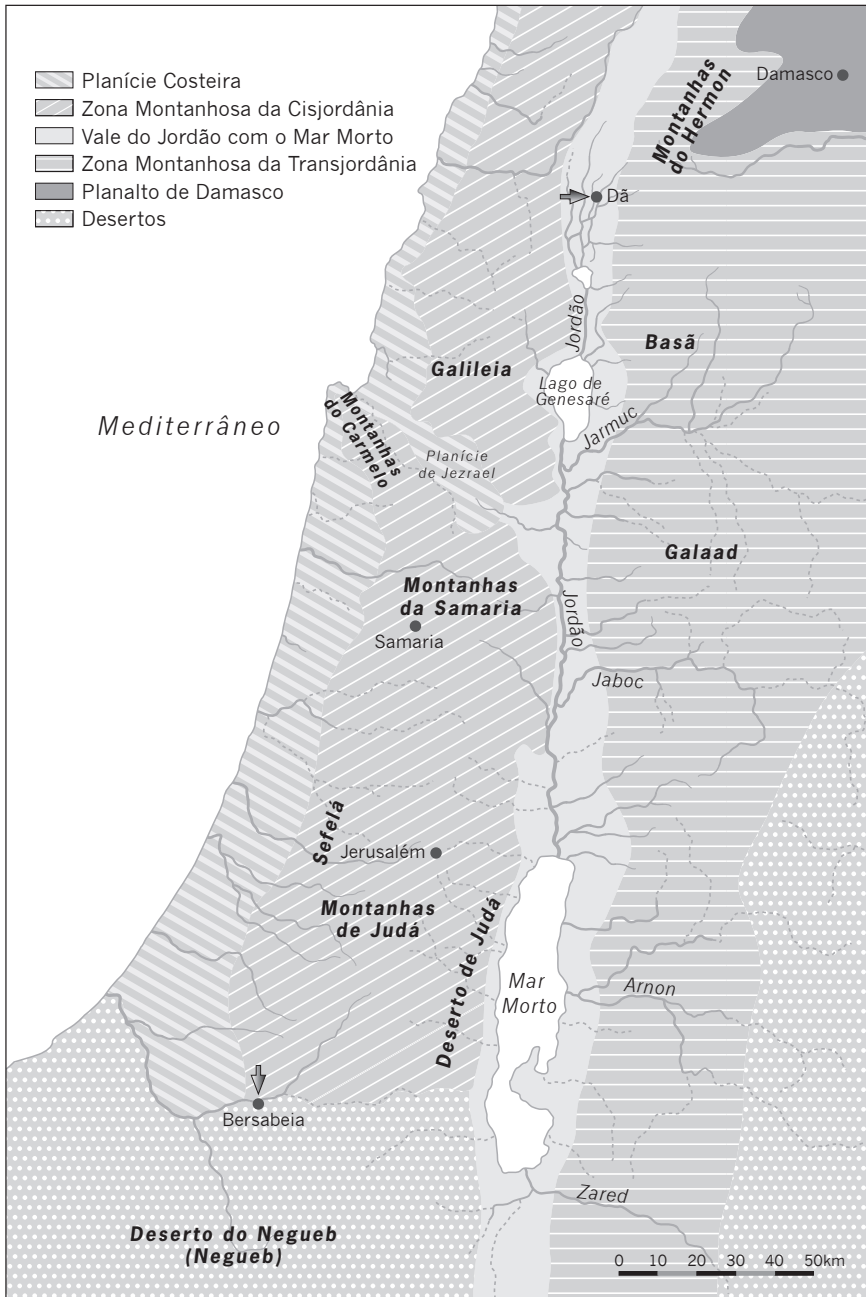 Planície Costeira
Zona Montanhosa da Cisjordânia
Vale do Jordão com o Mar Morto
Zona Montanhosa da Transjordânia
Planalto de Damasco
Desertos
Damasco
Montanhas
do Hermon
Dã
Jordão
Basã
Galileia
Lago de
Genesaré
Mediterrâneo
Montanhas
do Carmelo
Jarmuc
Planície
de Jezrael
Galaad
Montanhas
da Samaria
Jordão
Samaria
Jaboc
Sefelá
Jerusalém
Montanhas
de Judá
Deserto de Judá
Mar
Morto
Arnon
Bersabeia
Zared
Deserto do Negueb
(Negueb)
0 10 20 30 40 50km